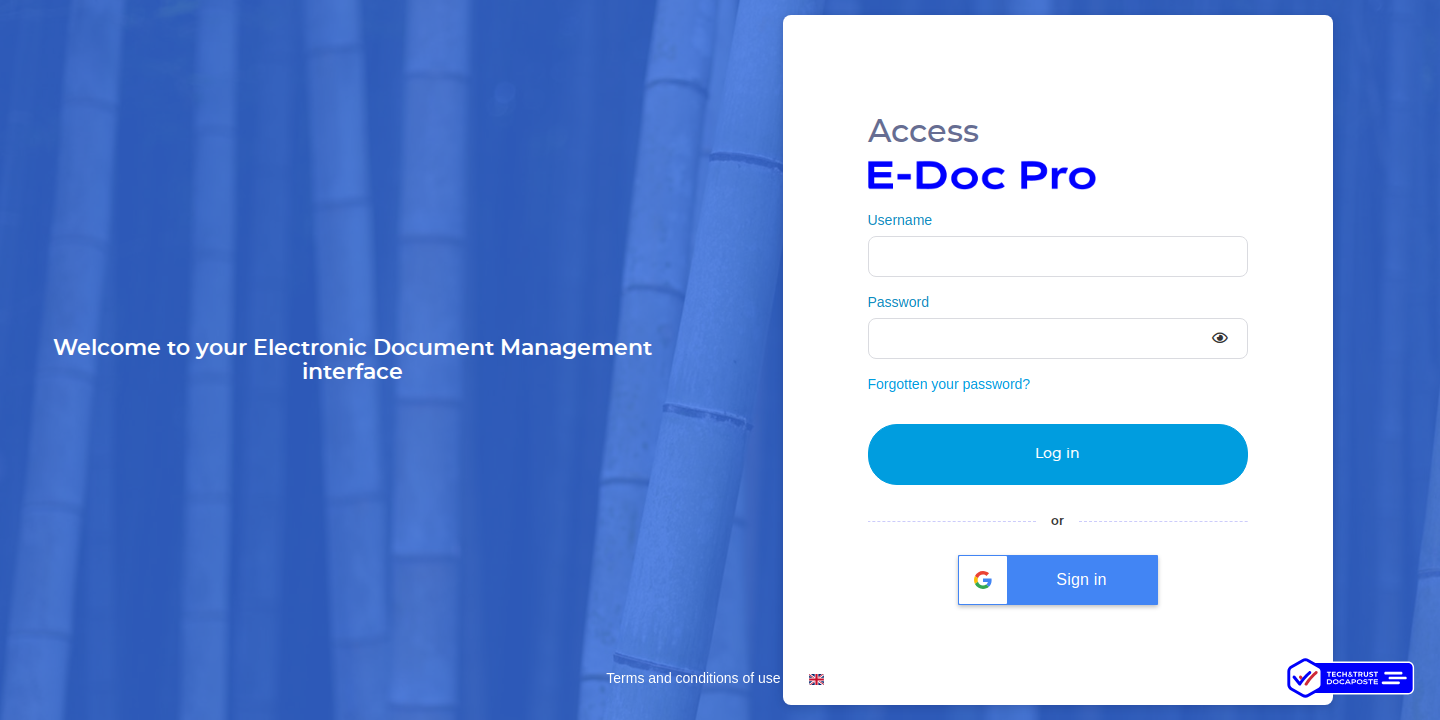 Welcome to your Electronic Document Management
interface
Access
E-Doc Pro
Username
Password
Forgotten your password?
Log in
or
Sign in
Terms and conditions of use
TECH&TRUST
DOCAPOSTE